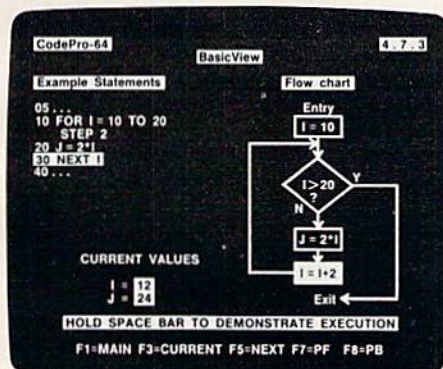 CodePro-64
4.7.3
BasicView
Example Statements
05...
10 FOR I = 10 TO 20
STEP 2
20 J = 2*I
30 NEXT I
40...
CURRENT VALUES
I = 12
J = 24
Flow chart
Entry
I = 10
I > 20
?
Y
N
J = 2*I
I = I+2
Exit
HOLD SPACE BAR TO DEMONSTRATE EXECUTION
F1=MAIN F3=CURRENT F5=NEXT F7=PF F8=PB